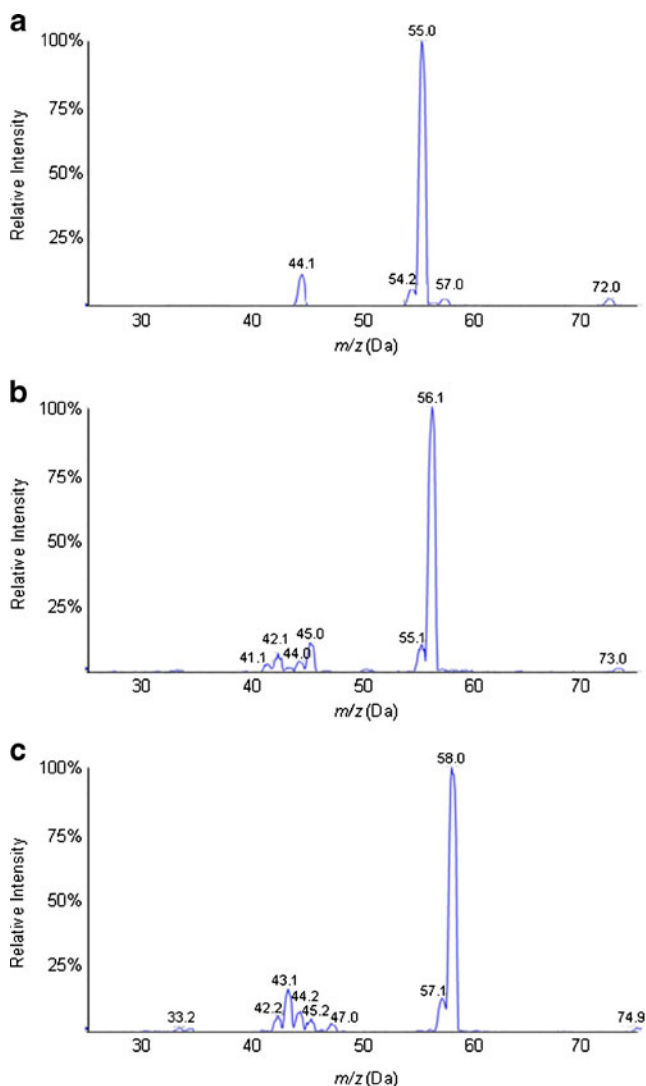 a
55.0
100%
75%
50%
25%
Relative Intensity
44.1
54.2
57.0
72.0
30 40 50 60 70
m/z (Da)
b
56.1
100%
75%
50%
25%
Relative Intensity
41.1
42.1
44.0
45.0
55.1
73.0
30 40 50 60 70
m/z (Da)
c
58.0
100%
75%
50%
25%
Relative Intensity
33.2
42.2
43.1
44.2
45.2
47.0
57.1
74.9
30 40 50 60 70
m/z (Da)